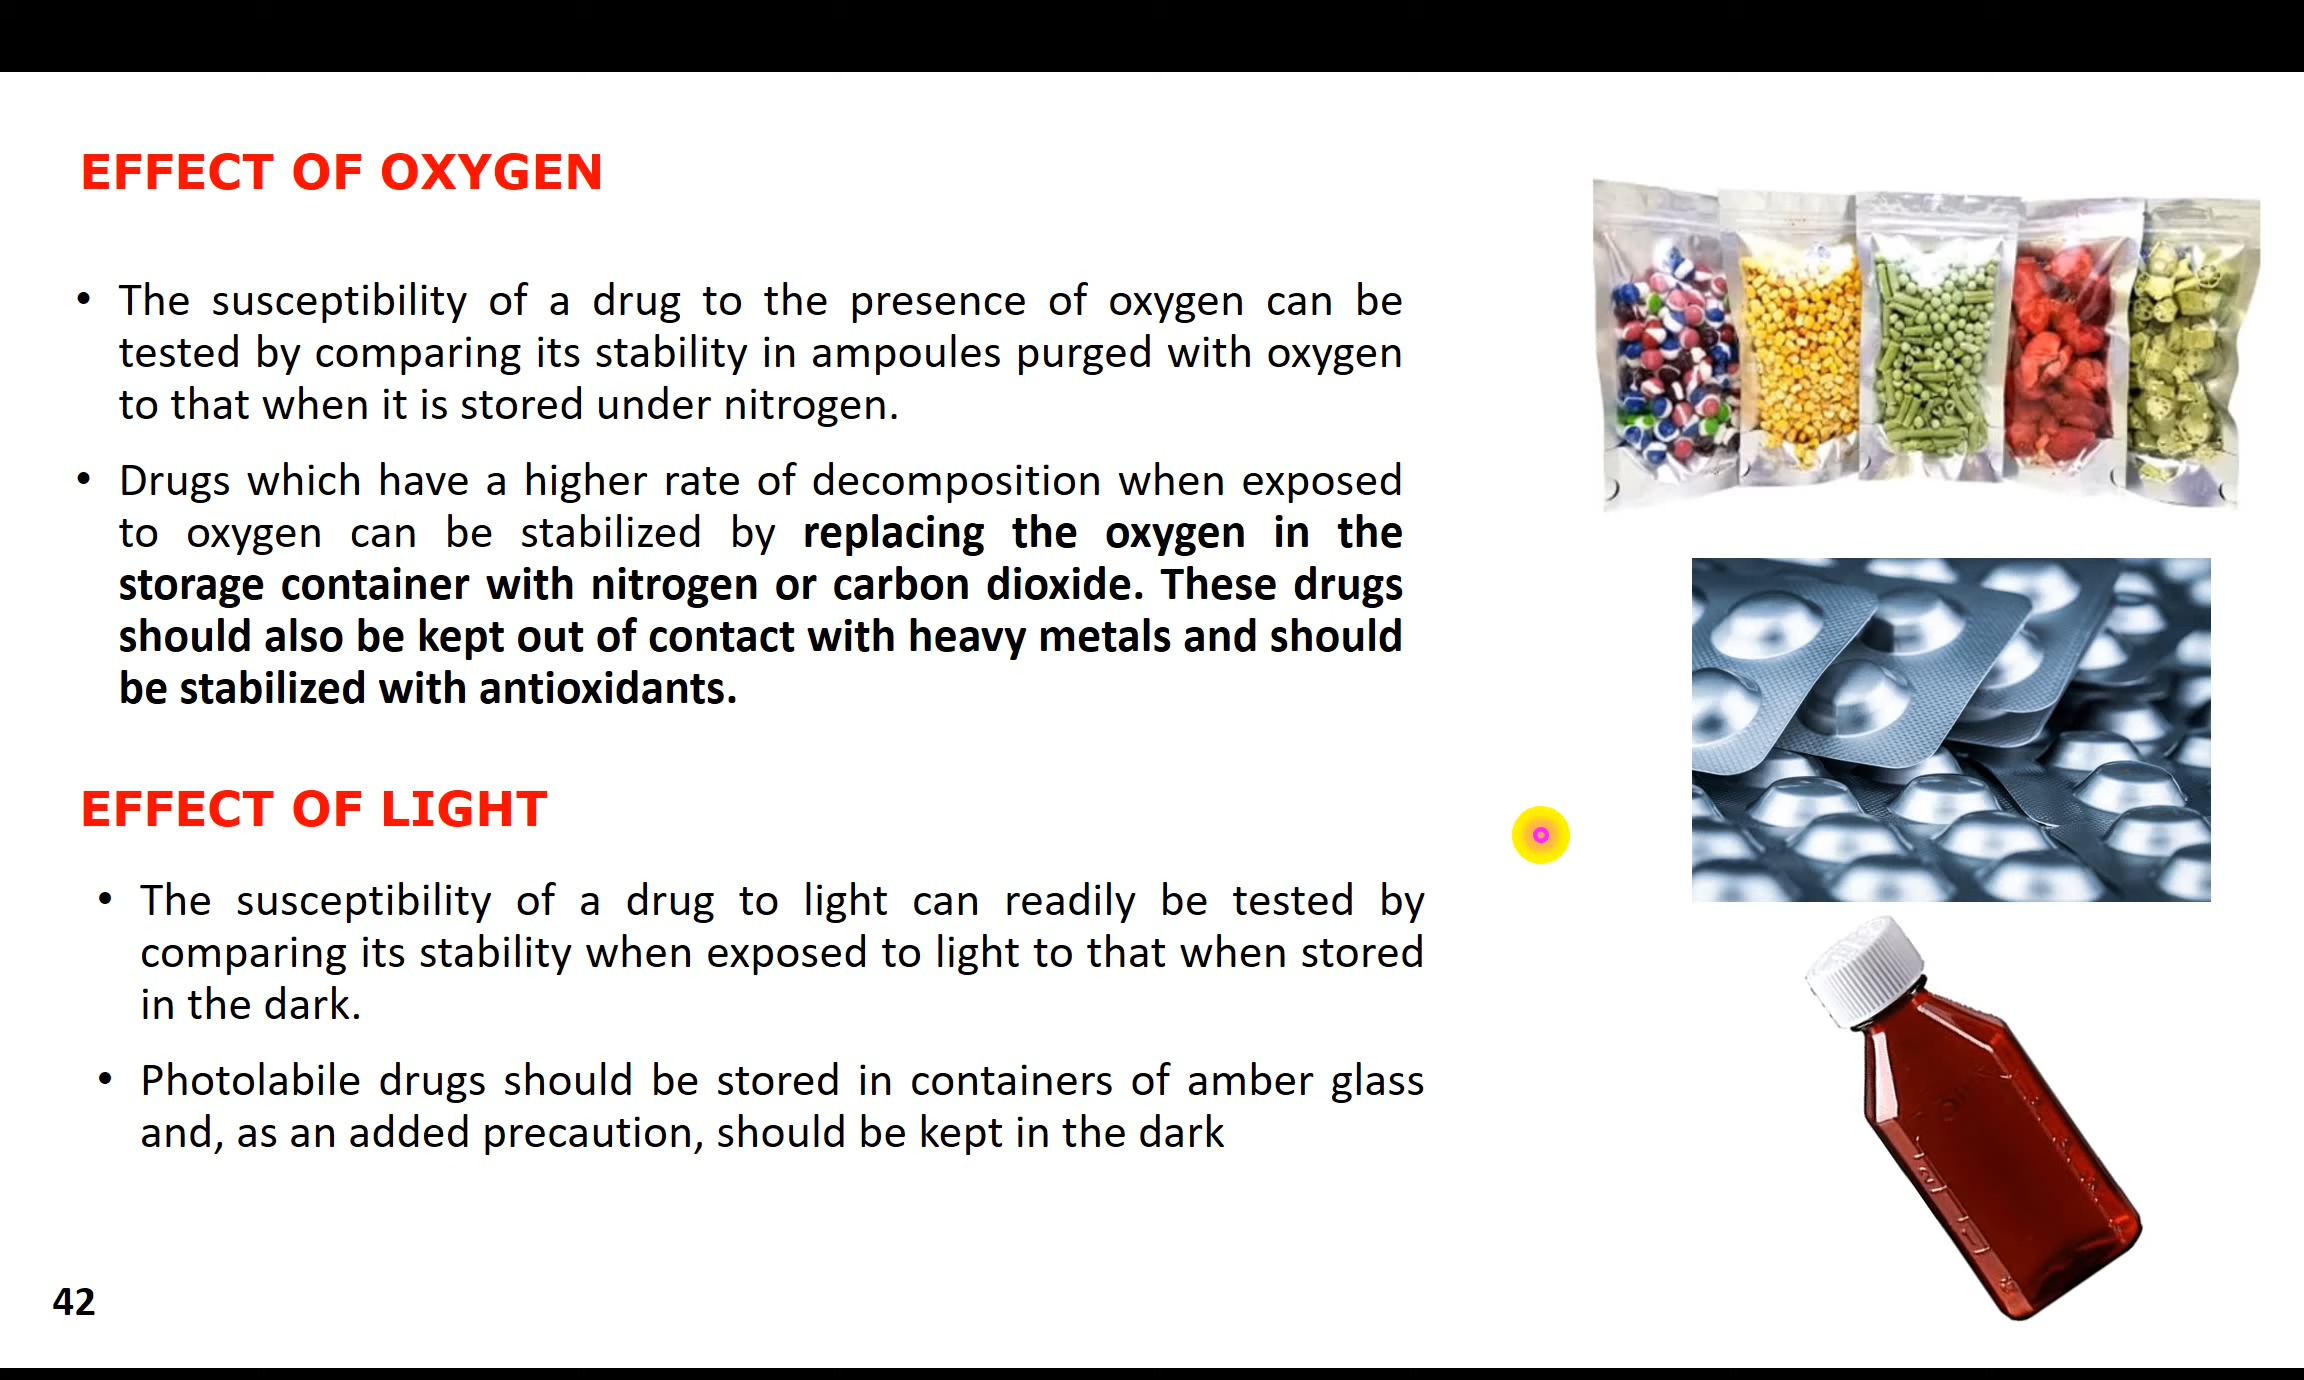 EFFECT OF OXYGEN
• The susceptibility of a drug to the presence of oxygen can be
tested by comparing its stability in ampoules purged with oxygen
to that when it is stored under nitrogen.
• Drugs which have a higher rate of decomposition when exposed
to oxygen can be stabilized by replacing the oxygen in the
storage container with nitrogen or carbon dioxide. These drugs
should also be kept out of contact with heavy metals and should
be stabilized with antioxidants.
EFFECT OF LIGHT
• The susceptibility of a drug to light can readily be tested by
comparing its stability when exposed to light to that when stored
in the dark.
• Photolabile drugs should be stored in containers of amber glass
and, as an added precaution, should be kept in the dark
42